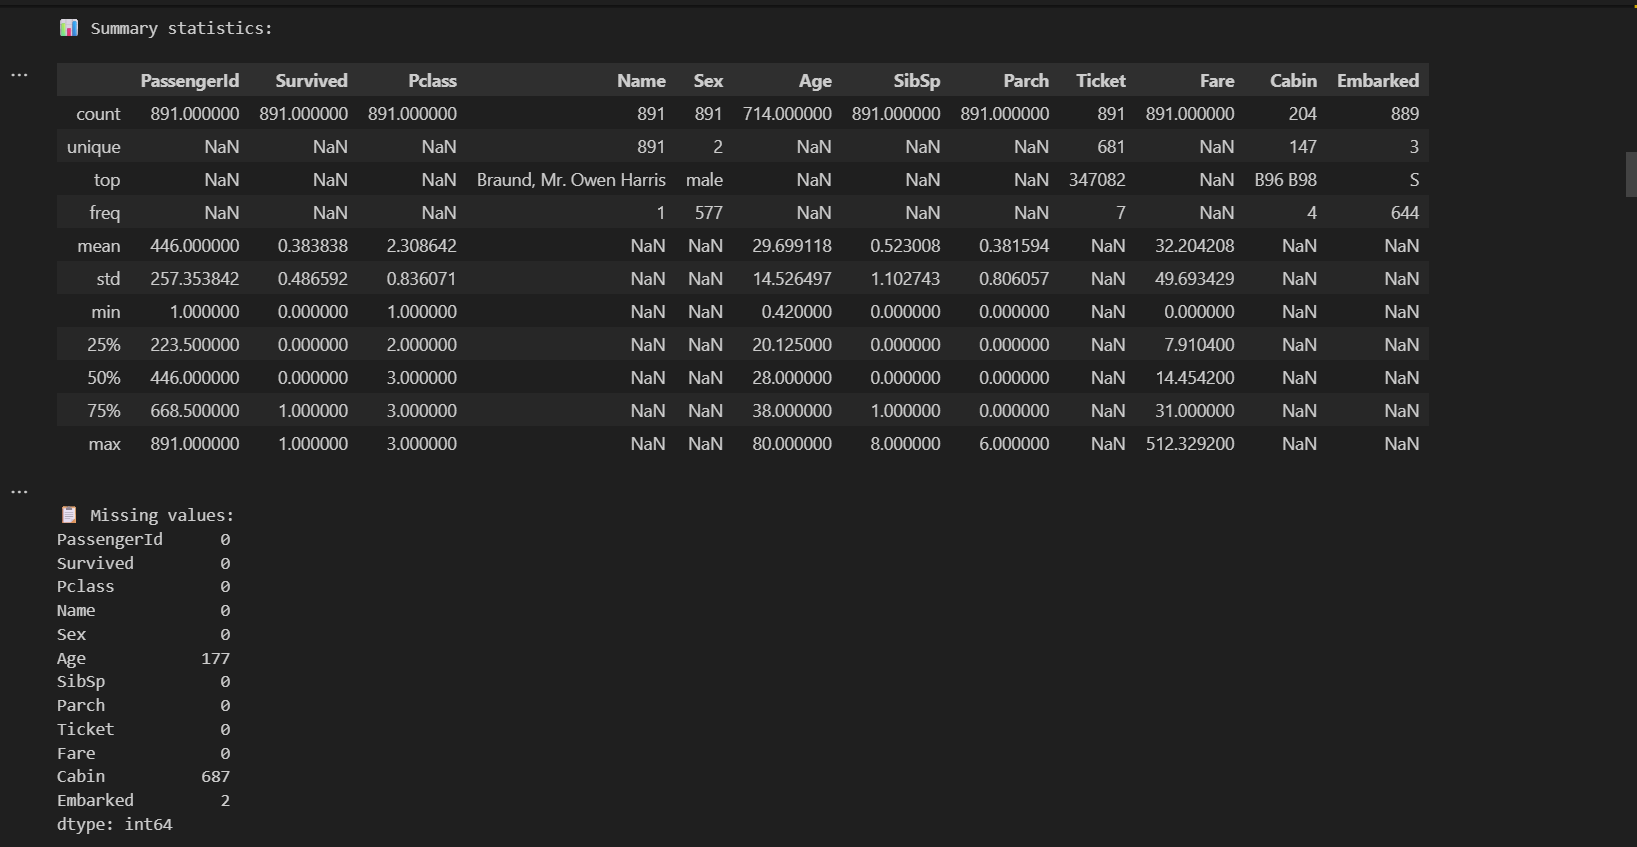 📊 Summary statistics:
...
PassengerId Survived Pclass Name Sex Age SibSp Parch Ticket Fare Cabin Embarked
count 891.000000 891.000000 891.000000 891 891 714.000000 891.000000 891.000000 891 891.000000 204 889
unique NaN NaN NaN 891 2 NaN NaN NaN 681 NaN 147 3
top NaN NaN NaN Braund, Mr. Owen Harris male NaN NaN NaN 347082 NaN B96 B98 S
freq NaN NaN NaN 1 577 NaN NaN NaN 7 NaN 4 644
mean 446.000000 0.383838 2.308642 NaN NaN 29.699118 0.523008 0.381594 NaN 32.204208 NaN NaN
std 257.353842 0.486592 0.836071 NaN NaN 14.526497 1.102743 0.806057 NaN 49.693429 NaN NaN
min 1.000000 0.000000 1.000000 NaN NaN 0.420000 0.000000 0.000000 NaN 0.000000 NaN NaN
25% 223.500000 0.000000 2.000000 NaN NaN 20.125000 0.000000 0.000000 NaN 7.910400 NaN NaN
50% 446.000000 0.000000 3.000000 NaN NaN 28.000000 0.000000 0.000000 NaN 14.454200 NaN NaN
75% 668.500000 1.000000 3.000000 NaN NaN 38.000000 1.000000 0.000000 NaN 31.000000 NaN NaN
max 891.000000 1.000000 3.000000 NaN NaN 80.000000 8.000000 6.000000 NaN 512.329200 NaN NaN
...
📋 Missing values:
PassengerId 0
Survived 0
Pclass 0
Name 0
Sex 0
Age 177
SibSp 0
Parch 0
Ticket 0
Fare 0
Cabin 687
Embarked 2
dtype: int64